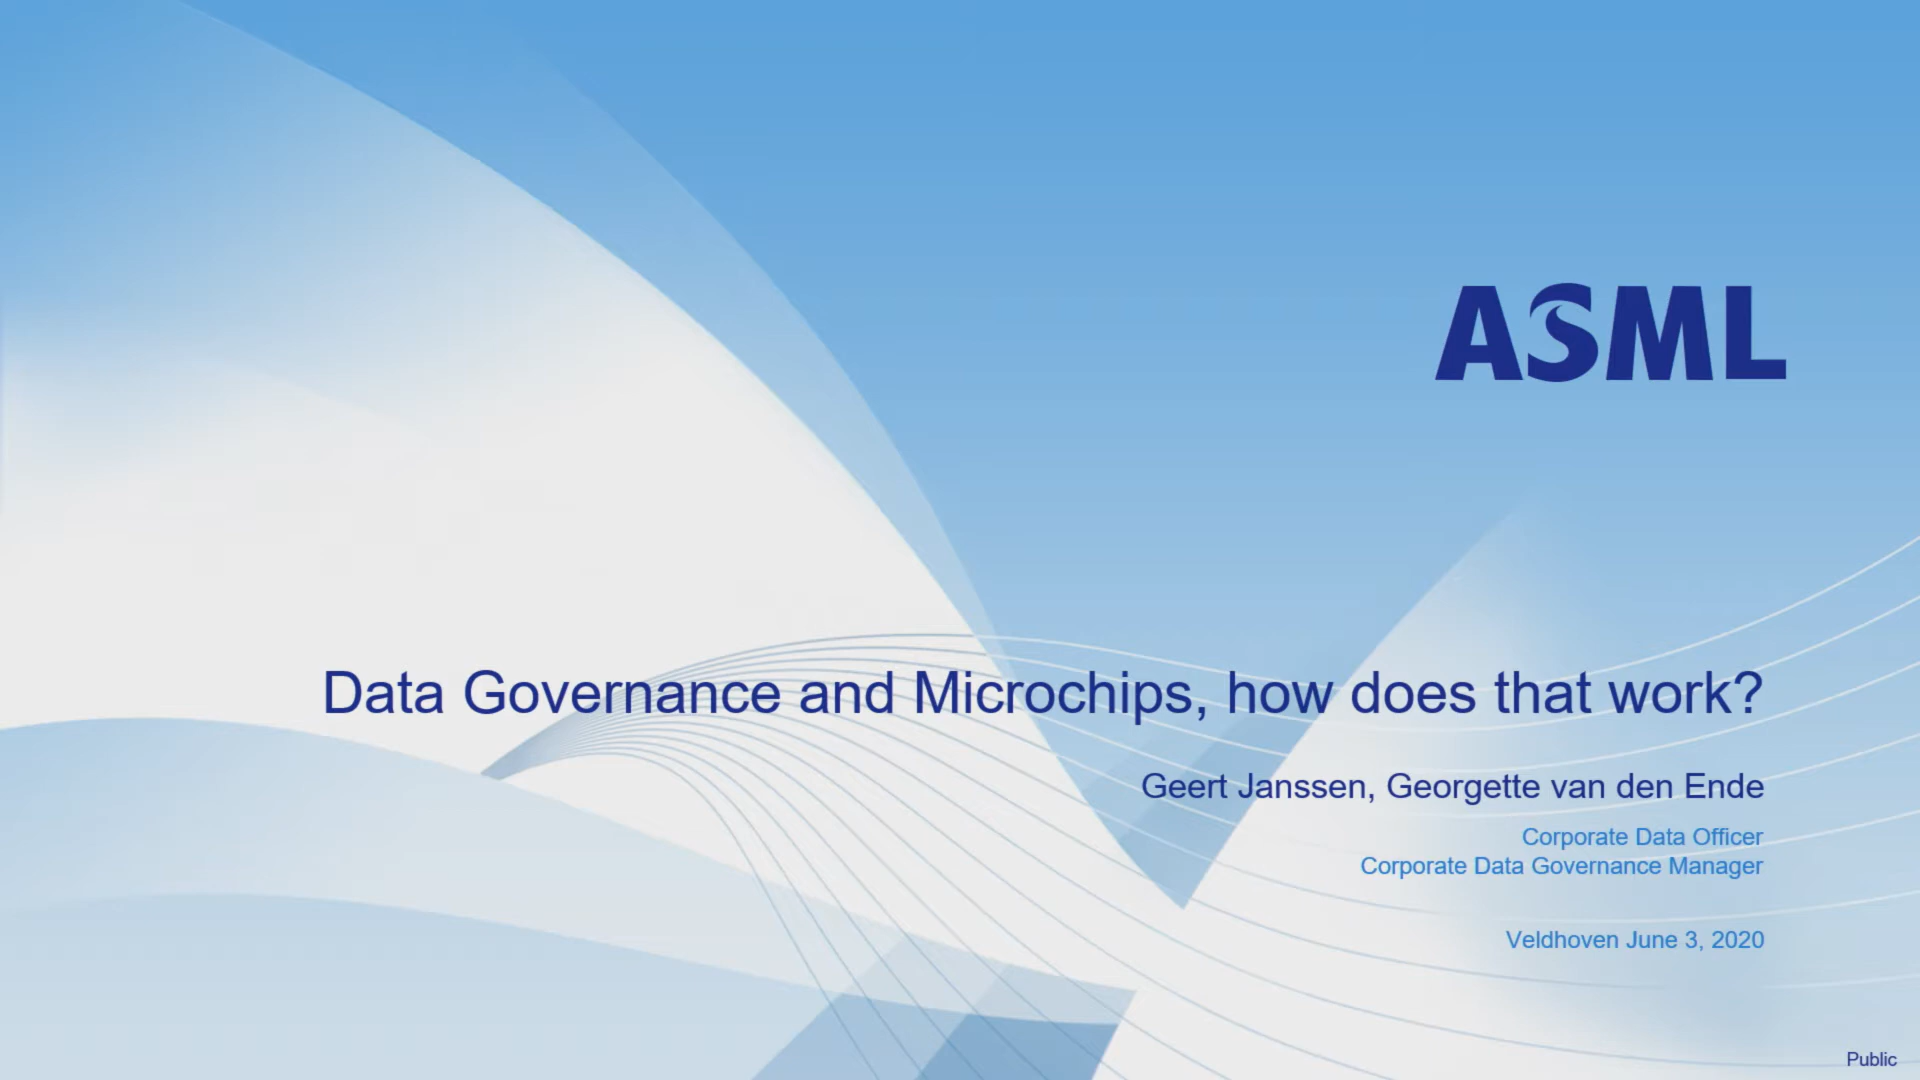 ASML
Data Governance and Microchips, how does that work?
Geert Janssen, Georgette van den Ende
Corporate Data Officer
Corporate Data Governance Manager
Veldhoven June 3, 2020
Public